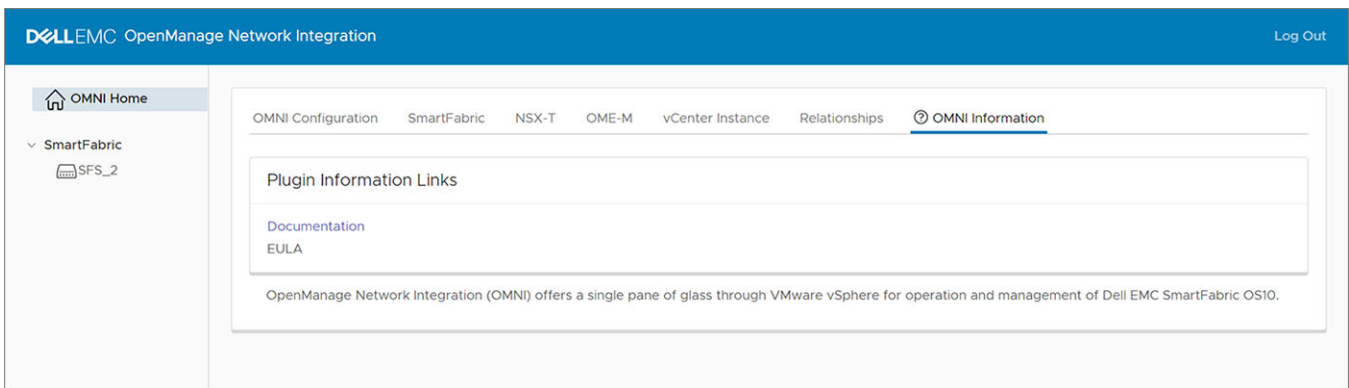 DELLEMC OpenManage Network Integration
Log Out
OMNI Home
SmartFabric
SFS_2
OMNI Configuration SmartFabric NSX-T OME-M vCenter Instance Relationships ? OMNI Information
Plugin Information Links
Documentation
EULA
OpenManage Network Integration (OMNI) offers a single pane of glass through VMware vSphere for operation and management of Dell EMC SmartFabric OS10.